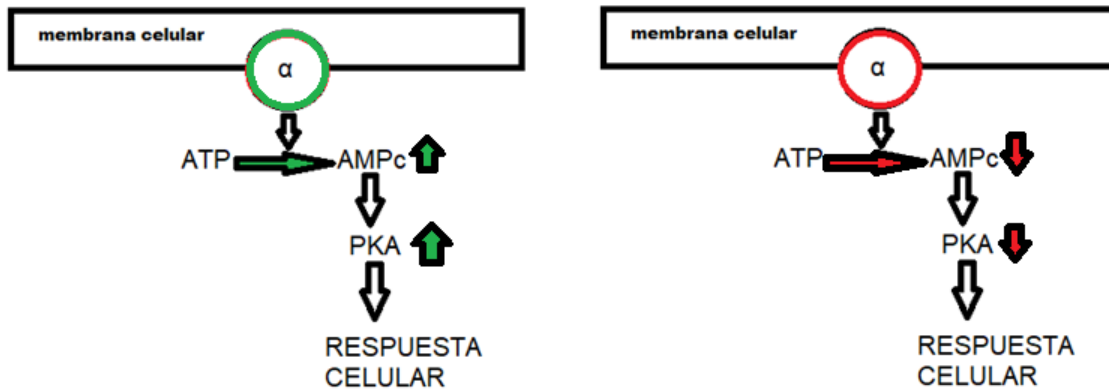 membrana celular
α
ATP
AMPc
PKA
RESPUESTA
CELULAR
membrana celular
α
ATP
AMPc
PKA
RESPUESTA
CELULAR